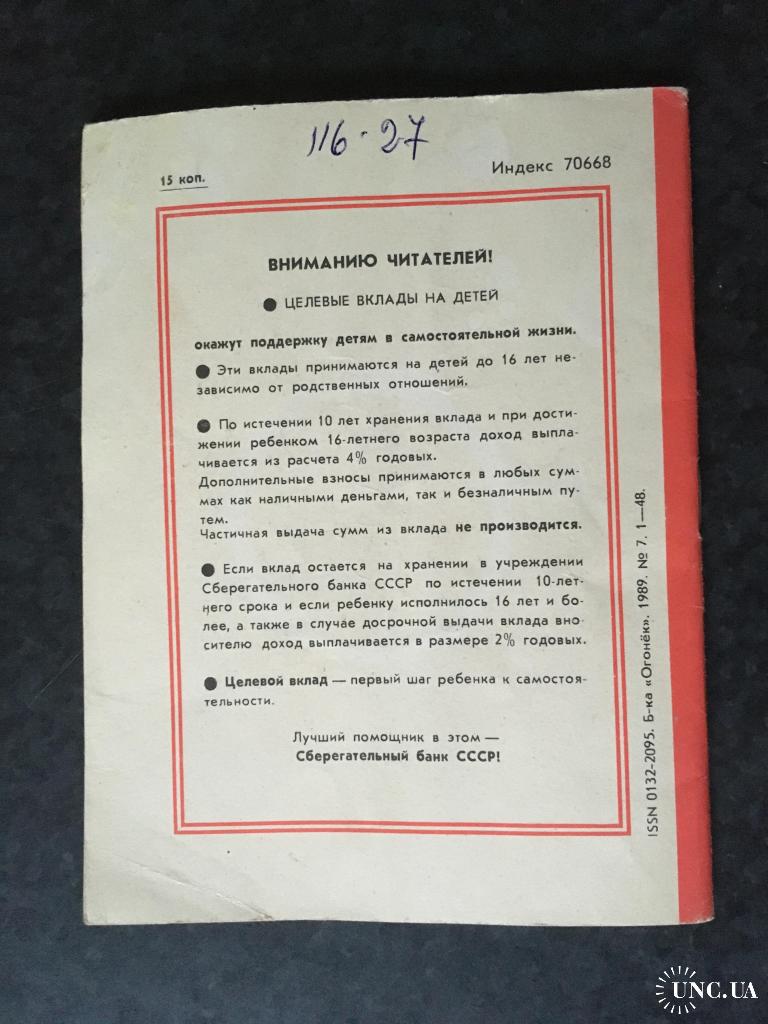 116·27
15 коп.
Индекс 70668
ВНИМАНИЮ ЧИТАТЕЛЕЙ!
● ЦЕЛЕВЫЕ ВКЛАДЫ НА ДЕТЕЙ
окажут поддержку детям в самостоятельной жизни.
● Эти вклады принимаются на детей до 16 лет не-
зависимо от родственных отношений.
● По истечении 10 лет хранения вклада и при дости-
жении ребенком 16-летнего возраста доход выпла-
чивается из расчета 4% годовых.
Дополнительные взносы принимаются в любых сум-
мах как наличными деньгами, так и безналичным пу-
тем.
Частичная выдача сумм из вклада не производится.
● Если вклад остается на хранении в учреждении
Сберегательного банка СССР по истечении 10-лет-
него срока и если ребенку исполнилось 16 лет и бо-
лее, а также в случае досрочной выдачи вклада вно-
сителю доход выплачивается в размере 2% годовых.
● Целевой вклад — первый шаг ребенка к самостоя-
тельности.
Лучший помощник в этом —
Сберегательный банк СССР!
ISSN 0132-2095. Б-ка «Огонёк». 1989. № 7. 1—48.
UNC.UA